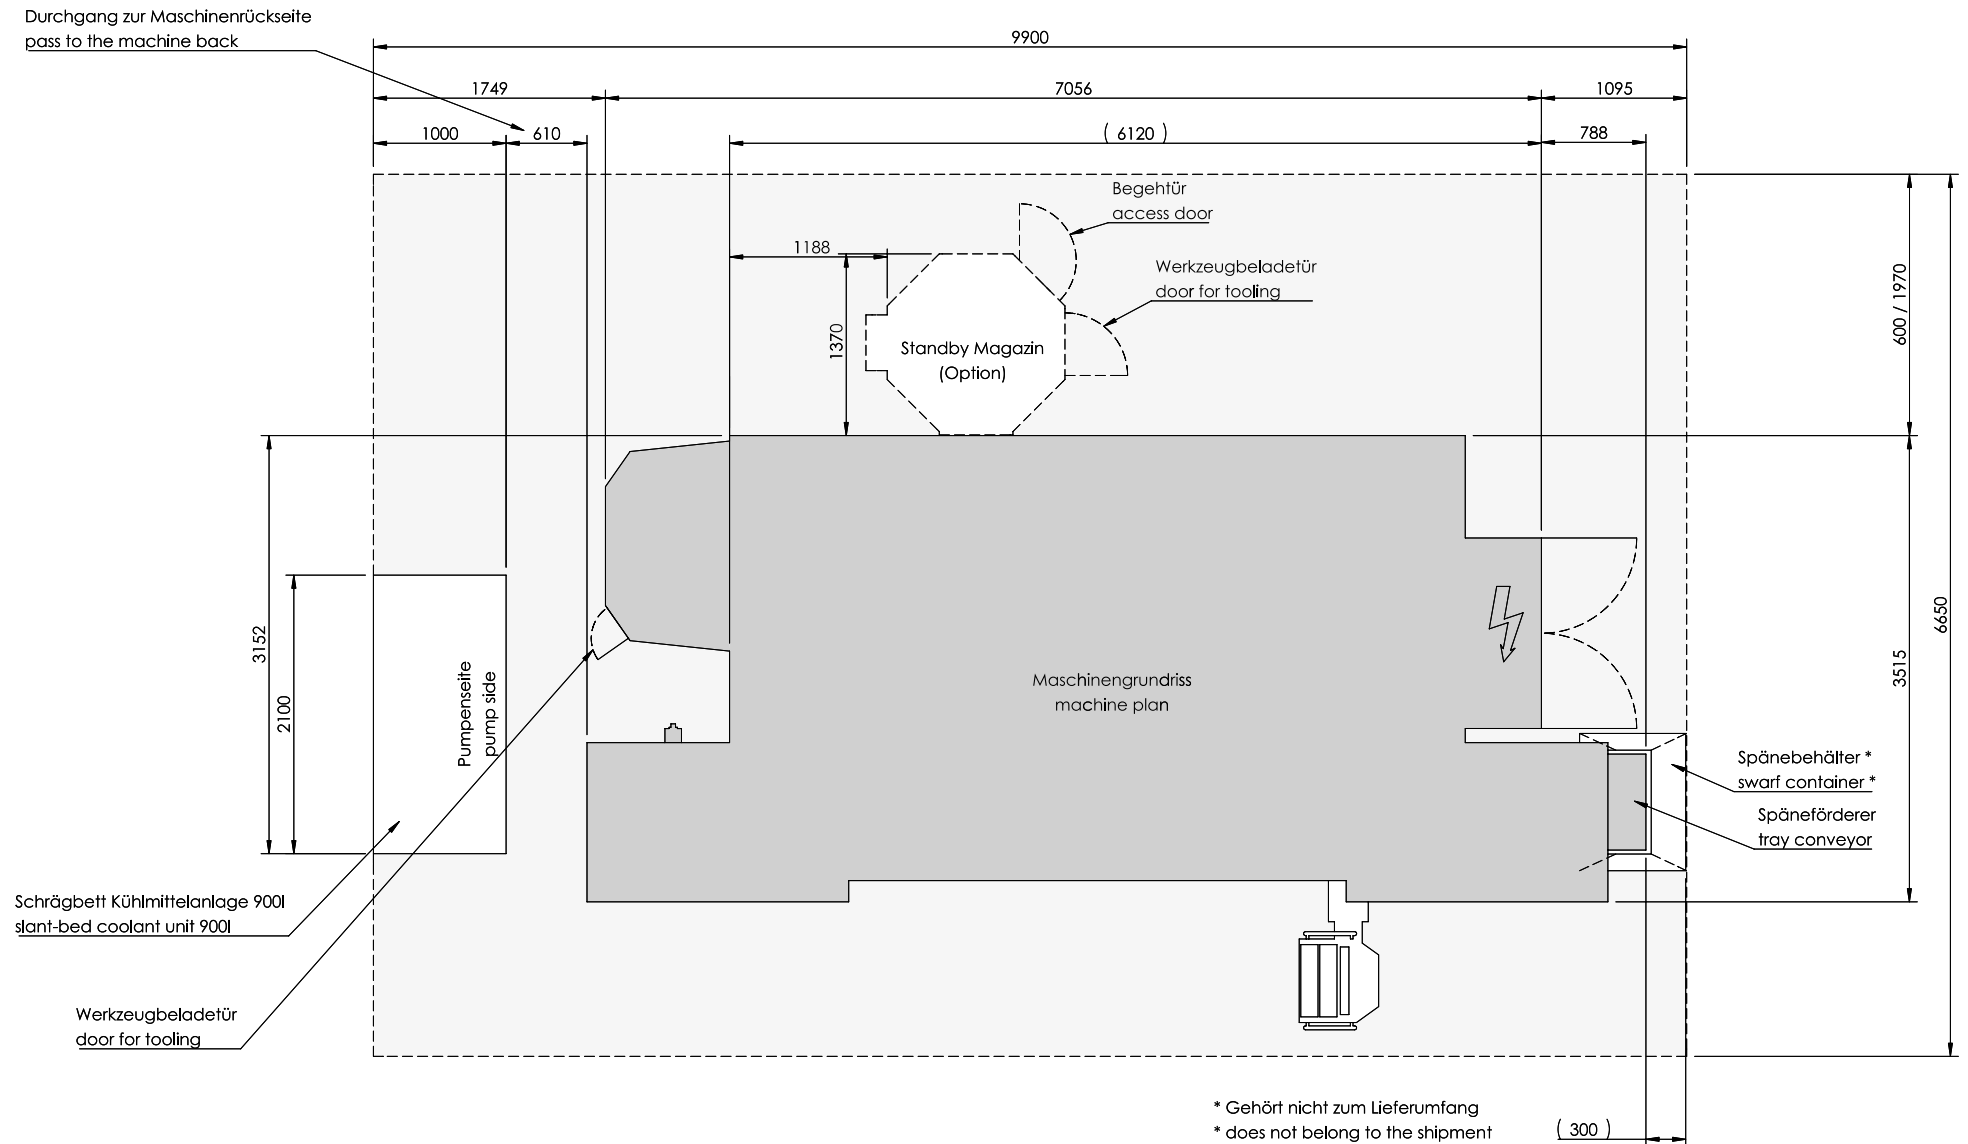 Durchgang zur Maschinenrückseite
pass to the machine back
9900
1749
7056
1095
1000
610
( 6120 )
788
Begehtür
access door
1188
Werkzeugbeladetür
door for tooling
1370
600 / 1970
Standby Magazin
(Option)
3152
2100
Pumpenseite
pump side
Maschinengrundriss
machine plan
6650
3515
Spänebehälter *
swarf container *
Späneförderer
tray conveyor
Schrägbett Kühlmittelanlage 900l
slant-bed coolant unit 900l
Werkzeugbeladetür
door for tooling
* Gehört nicht zum Lieferumfang
* does not belong to the shipment
( 300 )